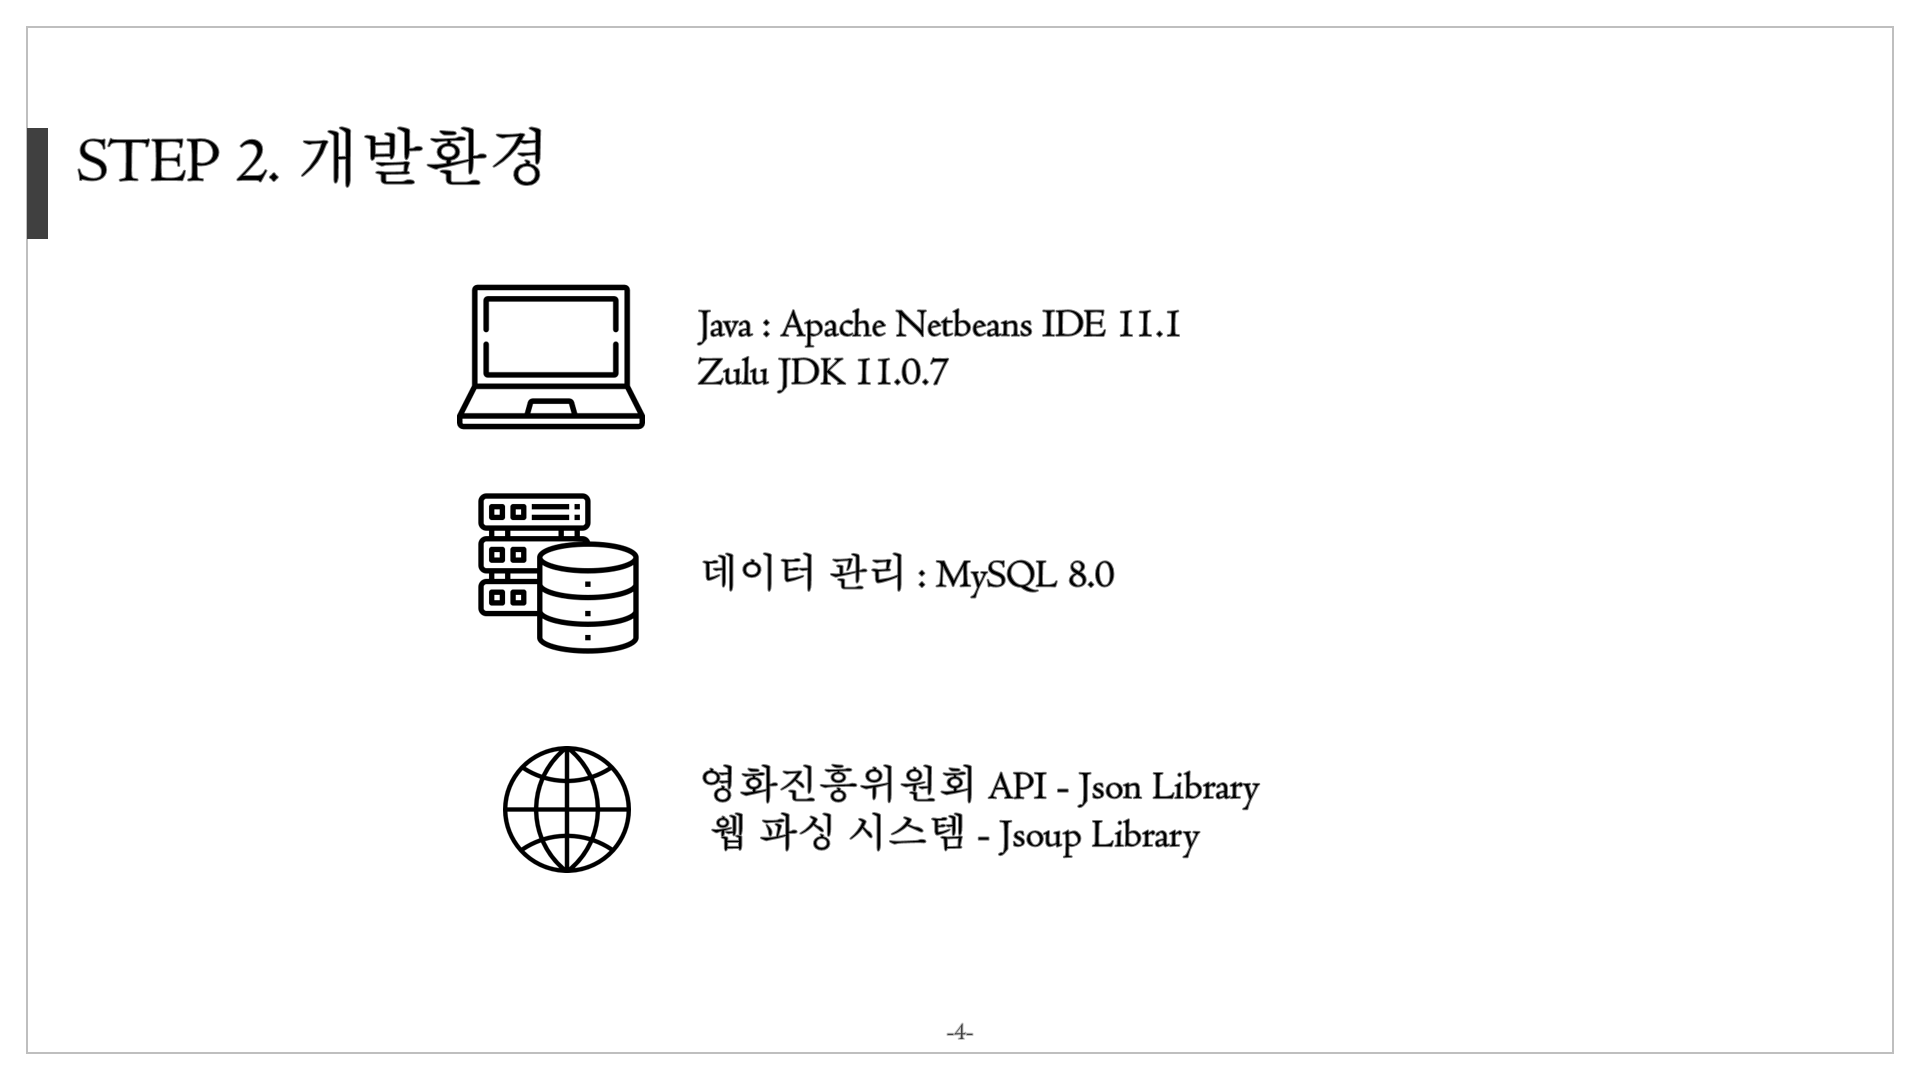 STEP 2. 개발환경
Java : Apache Netbeans IDE 11.1
Zulu JDK 11.0.7
데이터 관리 : MySQL 8.0
영화진흥위원회 API - Json Library
웹 파싱 시스템 - Jsoup Library
-4-